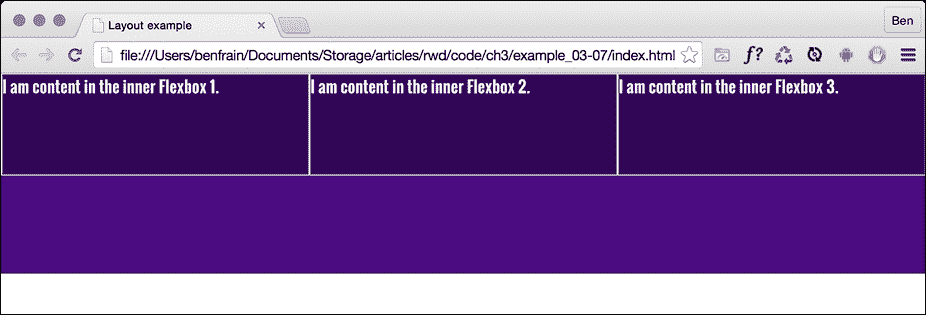 Layout example
Ben
file:///Users/benfrain/Documents/Storage/articles/rwd/code/ch3/example_03-07/index.html
f?
I am content in the inner Flexbox 1.
I am content in the inner Flexbox 2.
I am content in the inner Flexbox 3.